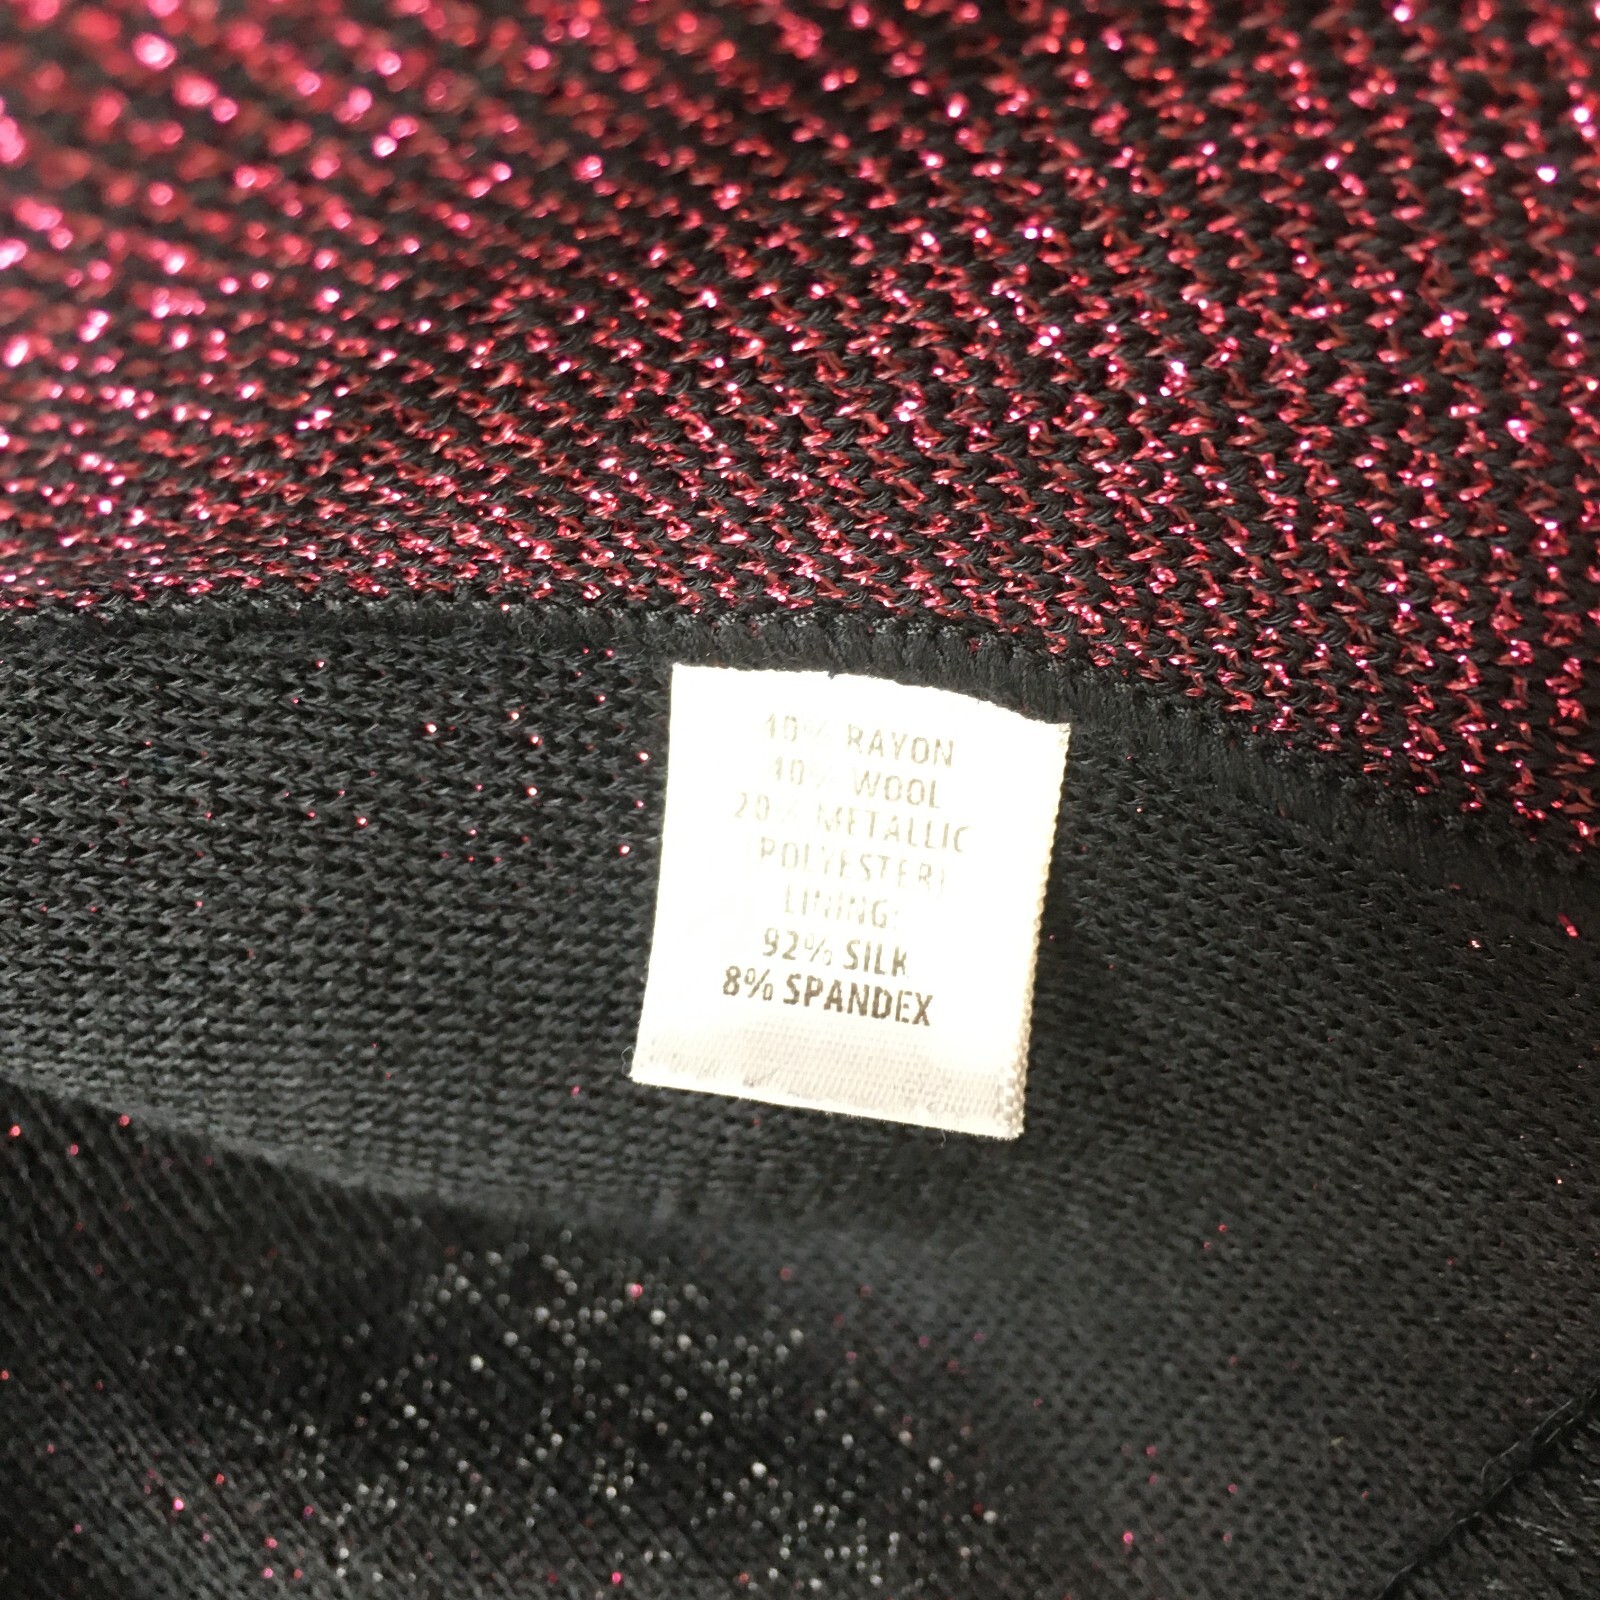 40% RAYON
40% WOOL
20% METALLIC
(POLYESTER)
LINING:
92% SILK
8% SPANDEX